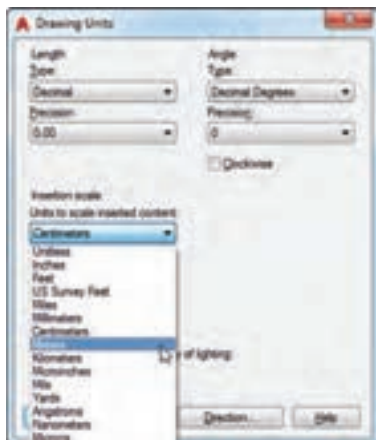 Drawing Units
Length
Type:
Decimal
Precision:
0.00
Angle
Type:
Decimal Degrees
Precision:
0
Clockwise
Insertion scale
Units to scale inserted content:
Centimeters
Unitless
Inches
Feet
US Survey Feet
Miles
Millimeters
Centimeters
Meters
Kilometers
Microinches
Mils
Yards
Angstroms
Nanometers
Microns
of lighting:
Direction...
Help